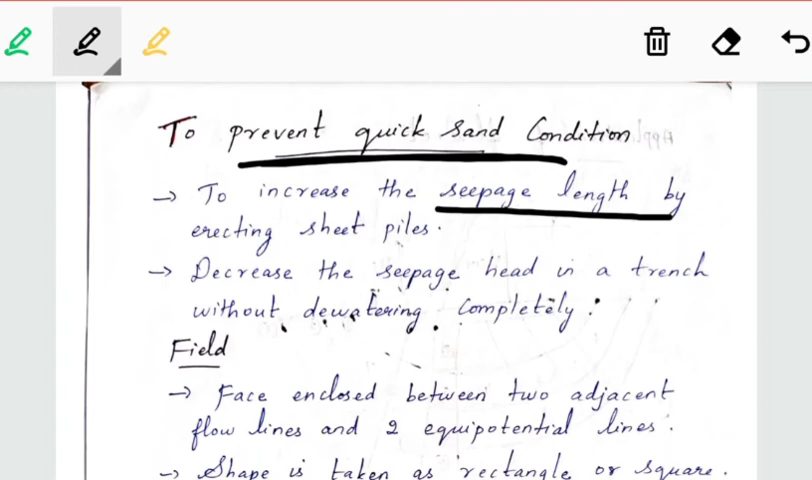 To prevent quick sand Condition
→ To increase the seepage length by
erecting sheet piles.
→ Decrease the seepage head in a trench
without dewatering completely.
Field
→ Face enclosed between two adjacent
flow lines and 2 equipotential lines.
→ Shape is taken as rectangle or square.